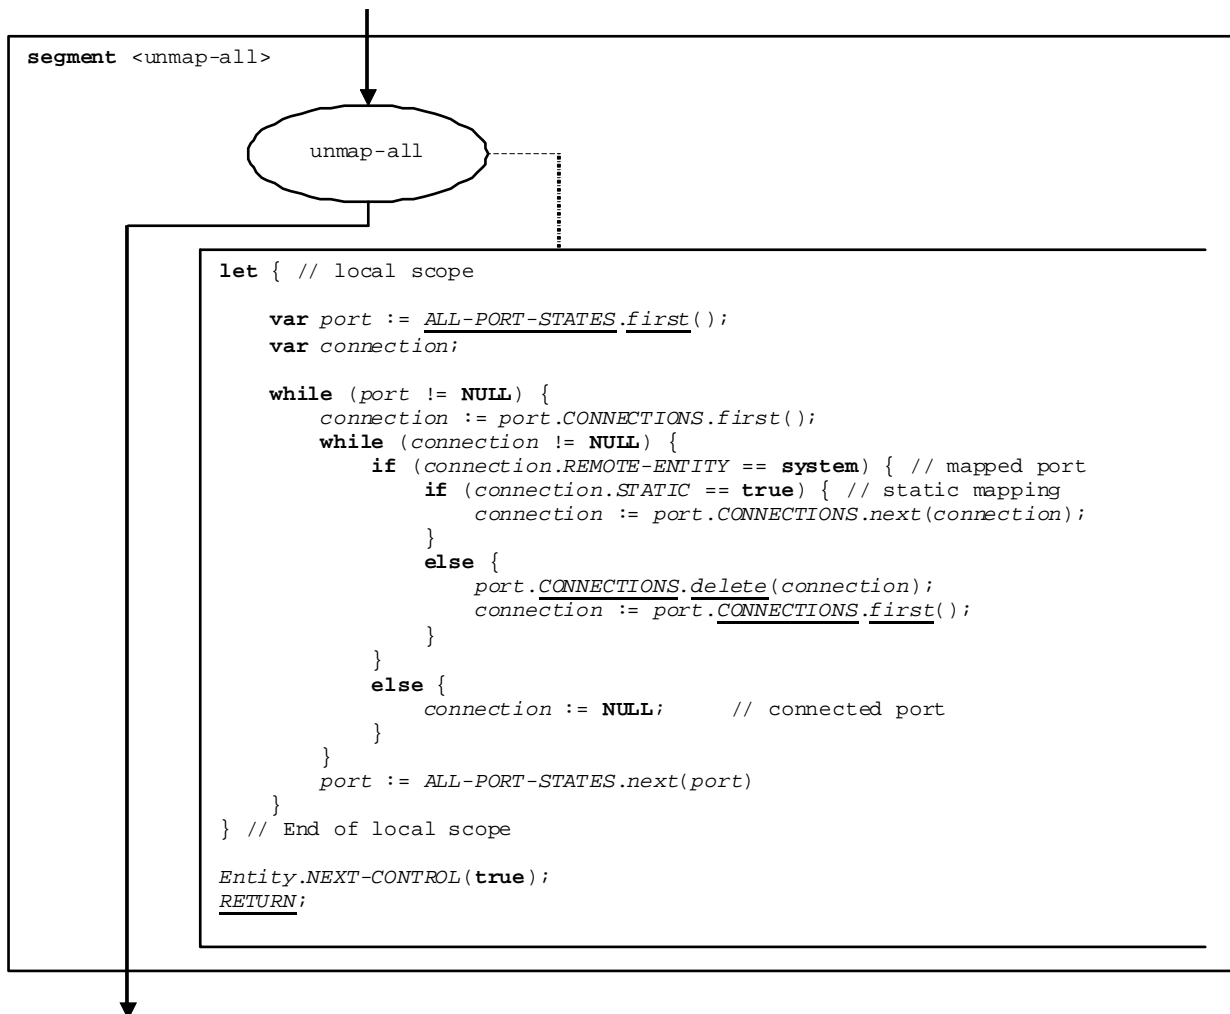 segment <unmap-all>
unmap-all
let { // local scope
var port := ALL-PORT-STATES.first();
var connection;
while (port != NULL) {
connection := port.CONNECTIONS.first();
while (connection != NULL) {
if (connection.REMOTE-ENTITY == system) { // mapped port
if (connection.STATIC == true) { // static mapping
connection := port.CONNECTIONS.next(connection);
}
else {
port.CONNECTIONS.delete(connection);
connection := port.CONNECTIONS.first();
}
}
else {
connection := NULL; // connected port
}
}
port := ALL-PORT-STATES.next(port)
}
} // End of local scope
Entity.NEXT-CONTROL(true);
RETURN;